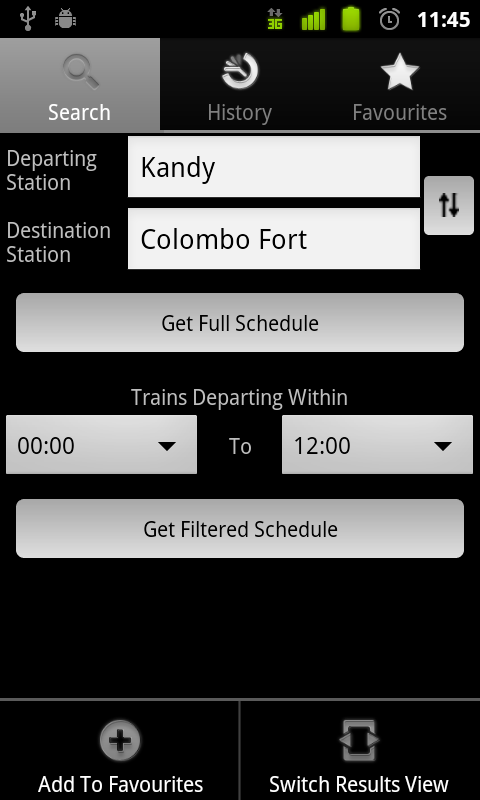 3G 11:45
Search History Favourites
Departing
Station
Kandy
Destination
Station
Colombo Fort
Get Full Schedule
Trains Departing Within
00:00 To 12:00
Get Filtered Schedule
Add To Favourites Switch Results View